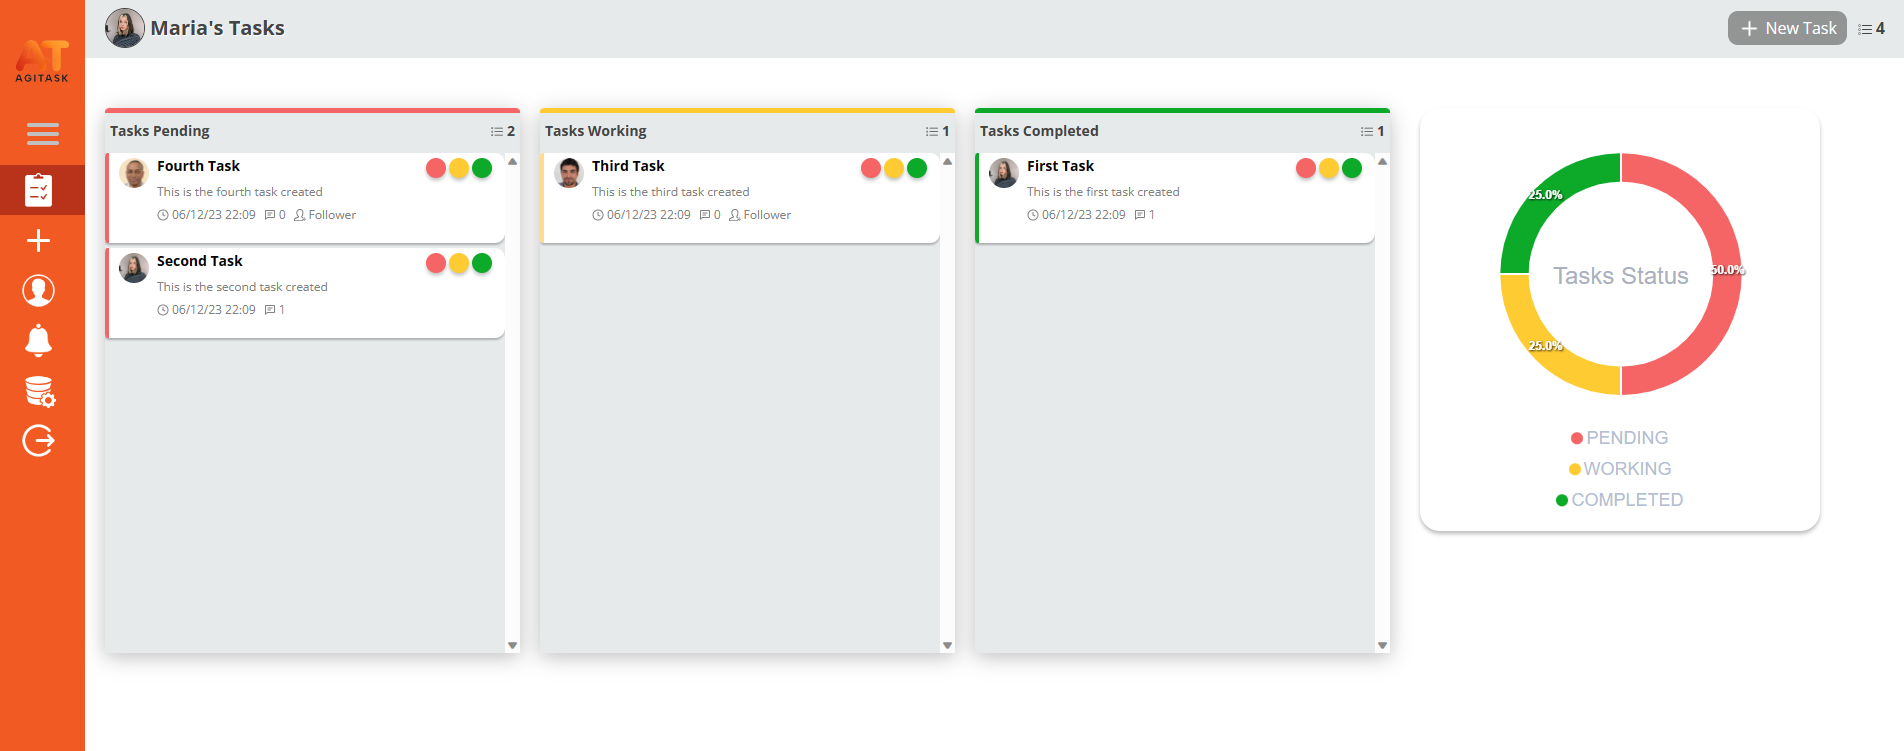 AT
AGITASK
Maria's Tasks
New Task
4
Tasks Pending
2
Fourth Task
This is the fourth task created
06/12/23 22:09 0 Follower
Second Task
This is the second task created
06/12/23 22:09 1
Tasks Working
1
Third Task
This is the third task created
06/12/23 22:09 0 Follower
Tasks Completed
1
First Task
This is the first task created
06/12/23 22:09 1
25.0%
50.0%
Tasks Status
25.0%
PENDING
WORKING
COMPLETED